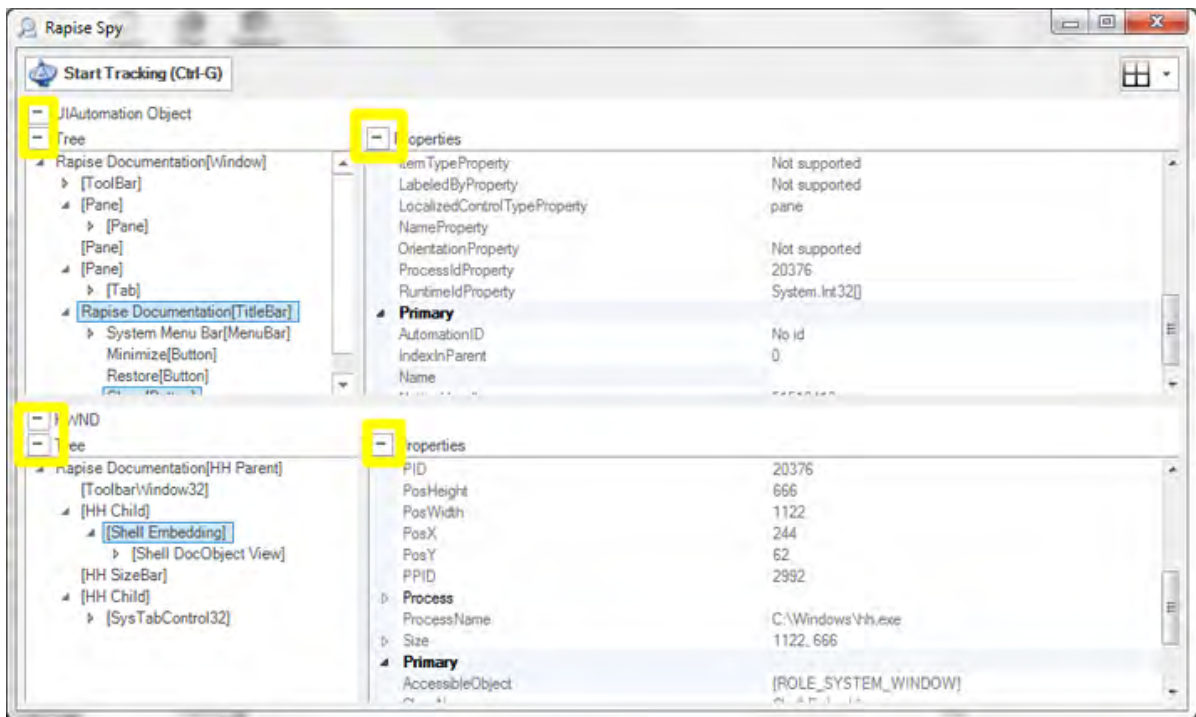 Rapise Spy
Start Tracking (Ctrl-G)
UIAutomation Object
Tree
Rapise Documentation[Window]
[ToolBar]
[Pane]
[Pane]
[Pane]
[Pane]
[Tab]
Rapise Documentation[TitleBar]
System Menu Bar[MenuBar]
Minimize[Button]
Restore[Button]
Properties
ItemTypeProperty Not supported
LabeledByProperty Not supported
LocalizedControlTypeProperty pane
NameProperty
OrientationProperty Not supported
ProcessIdProperty 20376
RuntimeIdProperty System.Int32[]
Primary
AutomationID No id
IndexInParent 0
Name
HWND
Tree
Rapise Documentation[HH Parent]
[ToolbarWindow32]
[HH Child]
[Shell Embedding]
[Shell DocObject View]
[HH SizeBar]
[HH Child]
[SysTabControl32]
Properties
PID 20376
PosHeight 666
PosWidth 1122
PosX 244
PosY 62
PPID 2992
Process
ProcessName C:\Windows\hh.exe
Size 1122, 666
Primary
AccessibleObject [ROLE_SYSTEM_WINDOW]